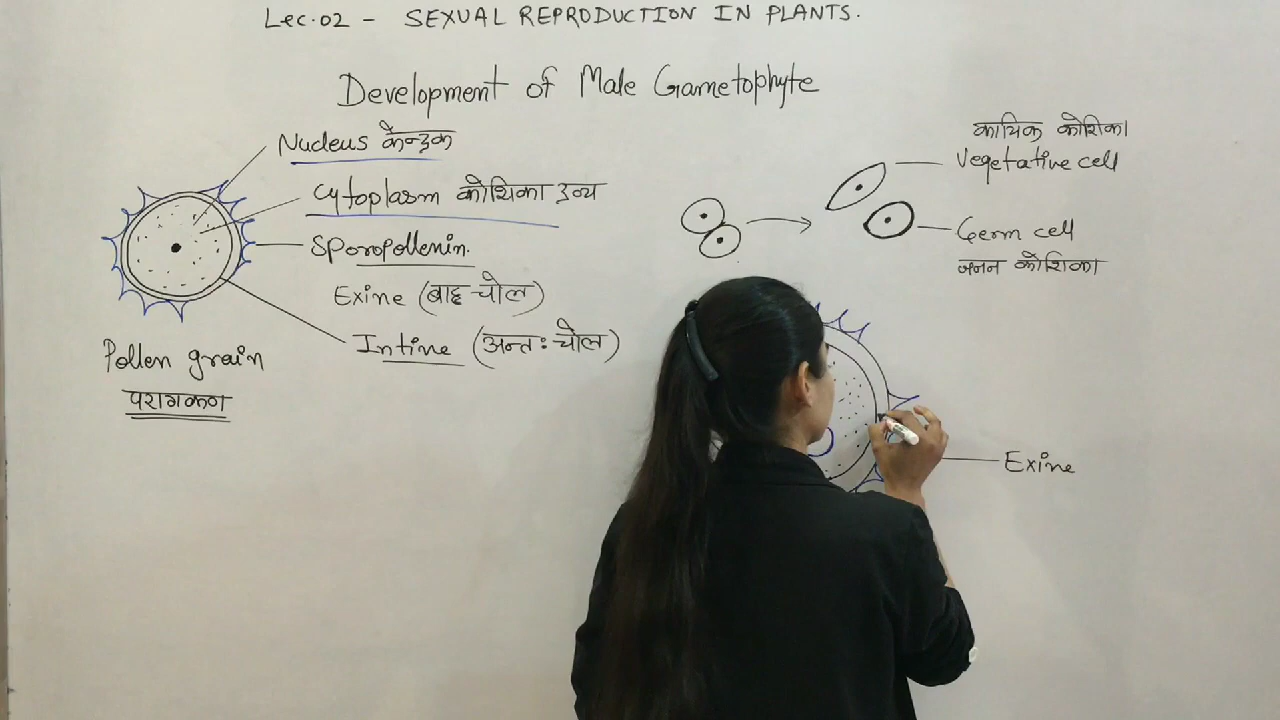 Lec.02 - SEXUAL REPRODUCTION IN PLANTS.
Development of Male Gametophyte
Nucleus केन्द्रक
Cytoplasm कोशिका द्रव्य
Sporopollenin.
Exine (बाह्य चोल)
Intine (अन्तः चोल)
Pollen grain
परागकण
कायिक कोशिका
Vegetative cell
Germ cell
जनन कोशिका
Exine